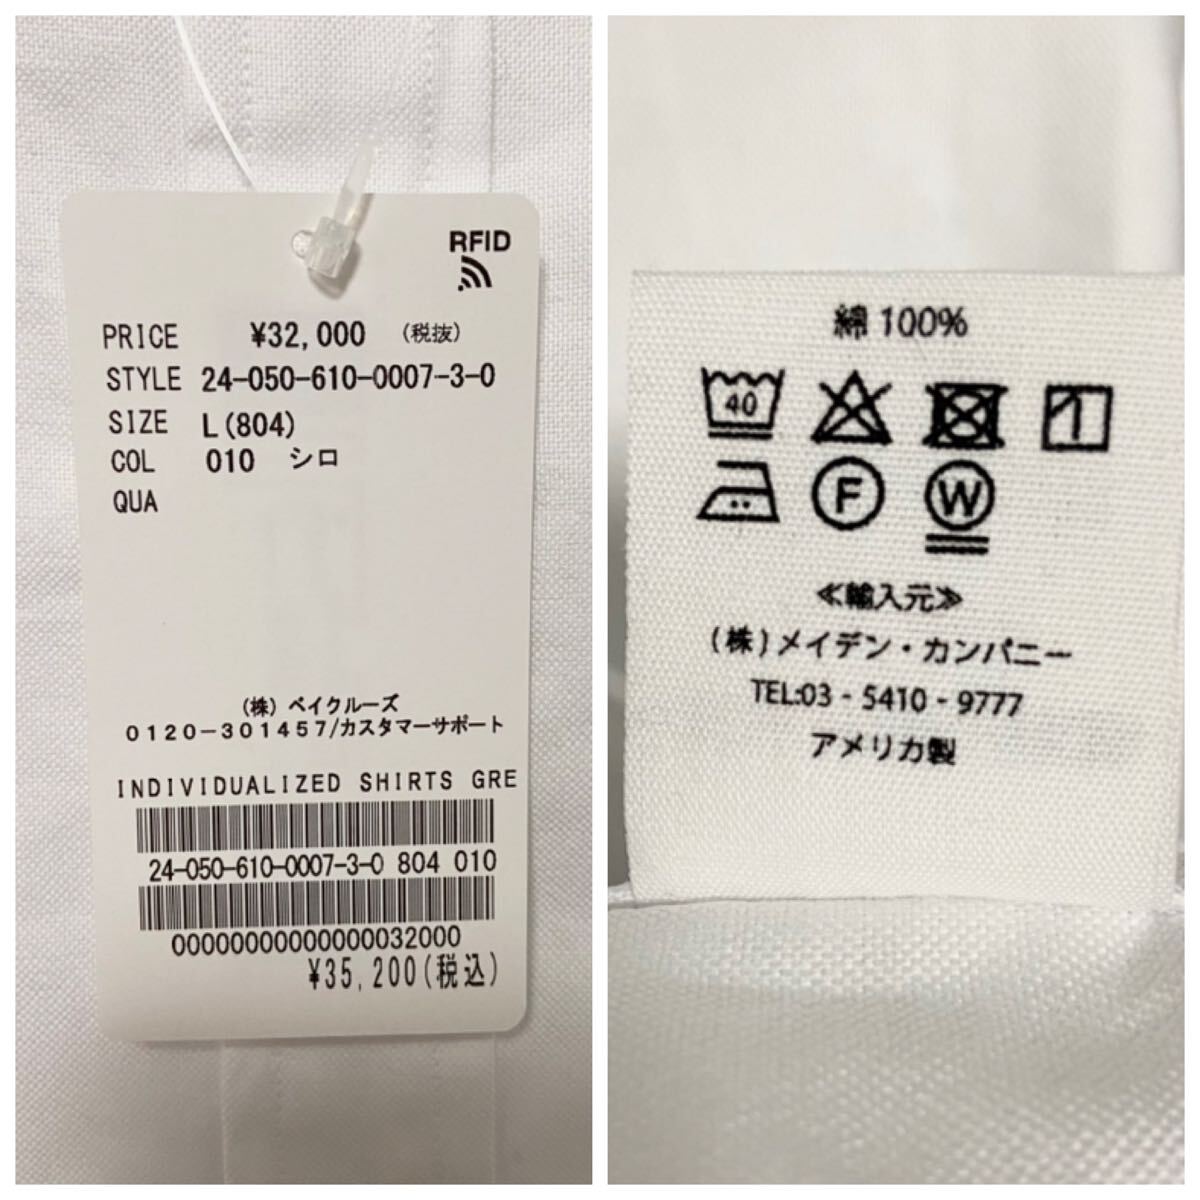 RFID
PRICE ¥32,000 (税抜)
STYLE 24-050-610-0007-3-0
SIZE L(804)
COL 010 シロ
QUA
(株) ベイクルーズ
0120-301457/カスタマーサポート
INDIVIDUALIZED SHIRTS GRE
24-050-610-0007-3-0 804 010
00000000000000032000
¥35,200(税込)
綿 100%
40
F W
≪輸入元≫
(株)メイデン・カンパニー
TEL:03 - 5410 - 9777
アメリカ製